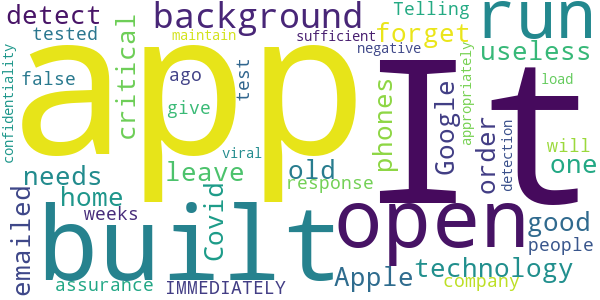 detect
background
Telling
run
tested
maintain
sufficient
forget
negative
useless
false
ago
test
critical
confidentiality
app
It
give
phones
Google
appropriately
load
viral
order
detection
will
needs
leave
old
response
one
home
weeks
Covid
open
good
people
emailed
built
Apple
technology
assurance
IMMEDIATELY
company